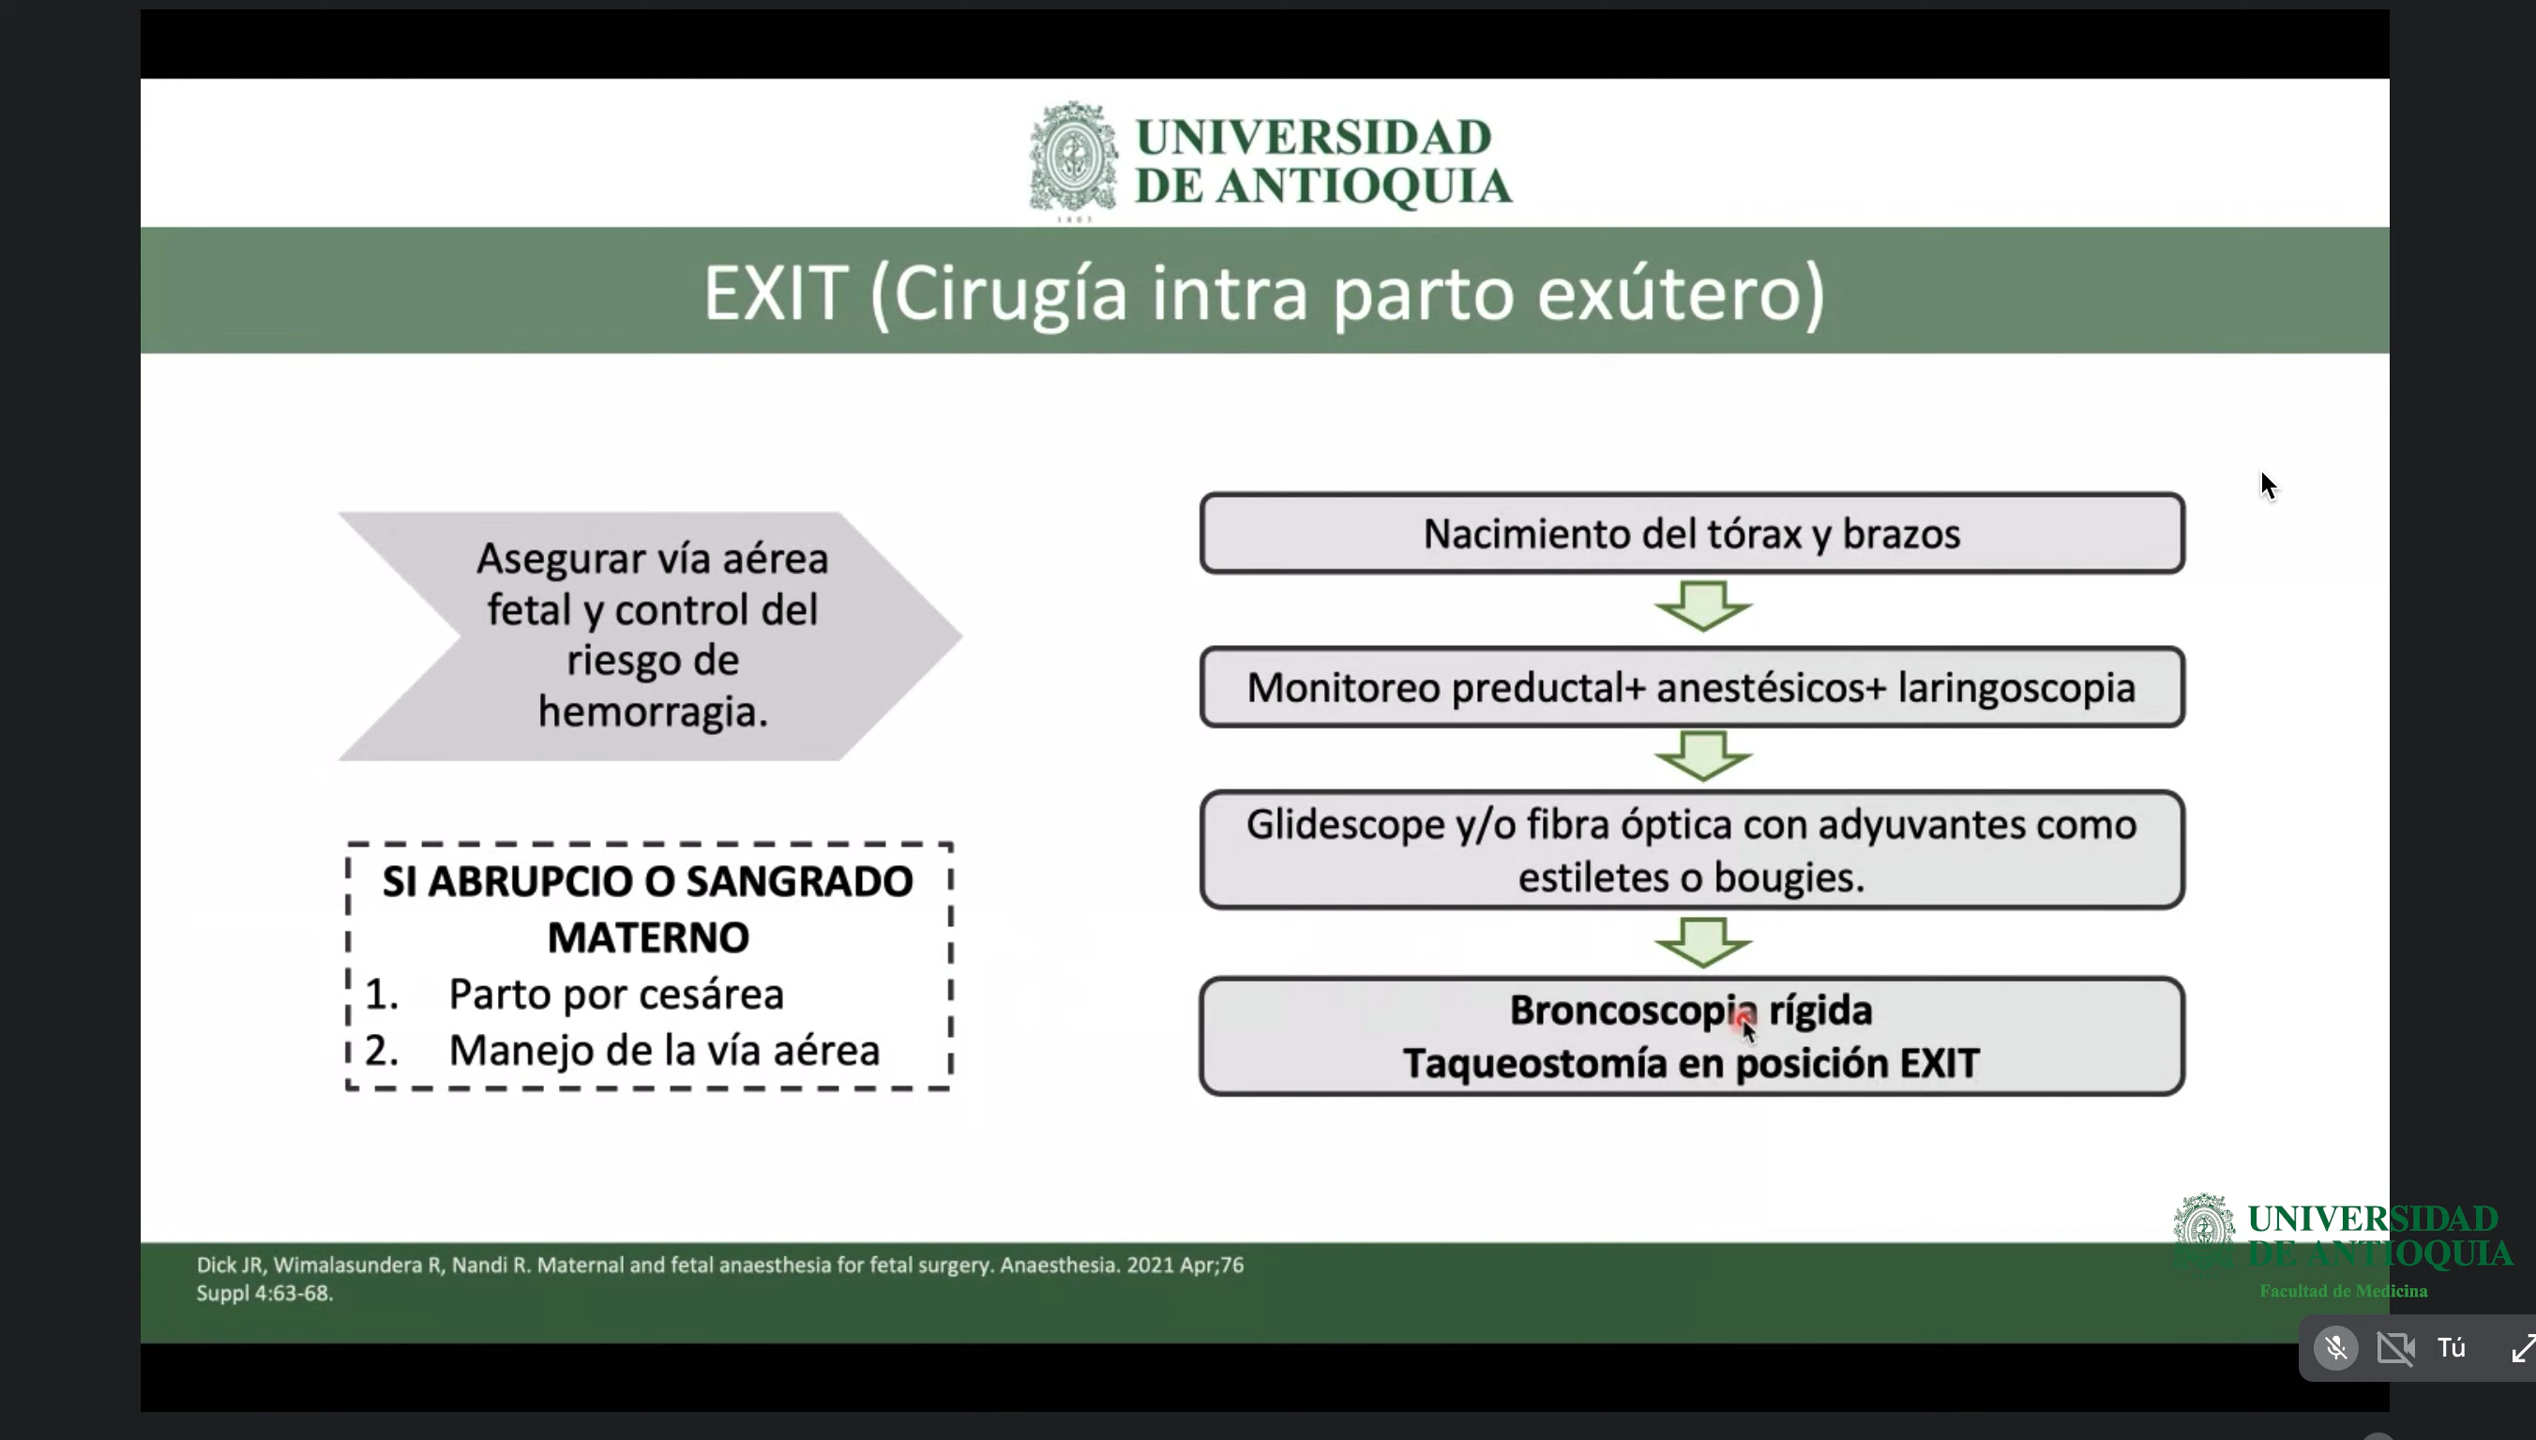 UNIVERSIDAD
DE ANTIOQUIA
1803
EXIT (Cirugía intra parto exútero)
Asegurar vía aérea
fetal y control del
riesgo de
hemorragia.
SI ABRUPCIO O SANGRADO
MATERNO
1. Parto por cesárea
2. Manejo de la vía aérea
Nacimiento del tórax y brazos
Monitoreo preductal+ anestésicos+ laringoscopia
Glidescope y/o fibra óptica con adyuvantes como
estiletes o bougies.
Broncoscopia rígida
Taqueostomía en posición EXIT
Dick JR, Wimalasundera R, Nandi R. Maternal and fetal anaesthesia for fetal surgery. Anaesthesia. 2021 Apr;76
Suppl 4:63-68.
UNIVERSIDAD
DE ANTIOQUIA
Facultad de Medicina
Tú